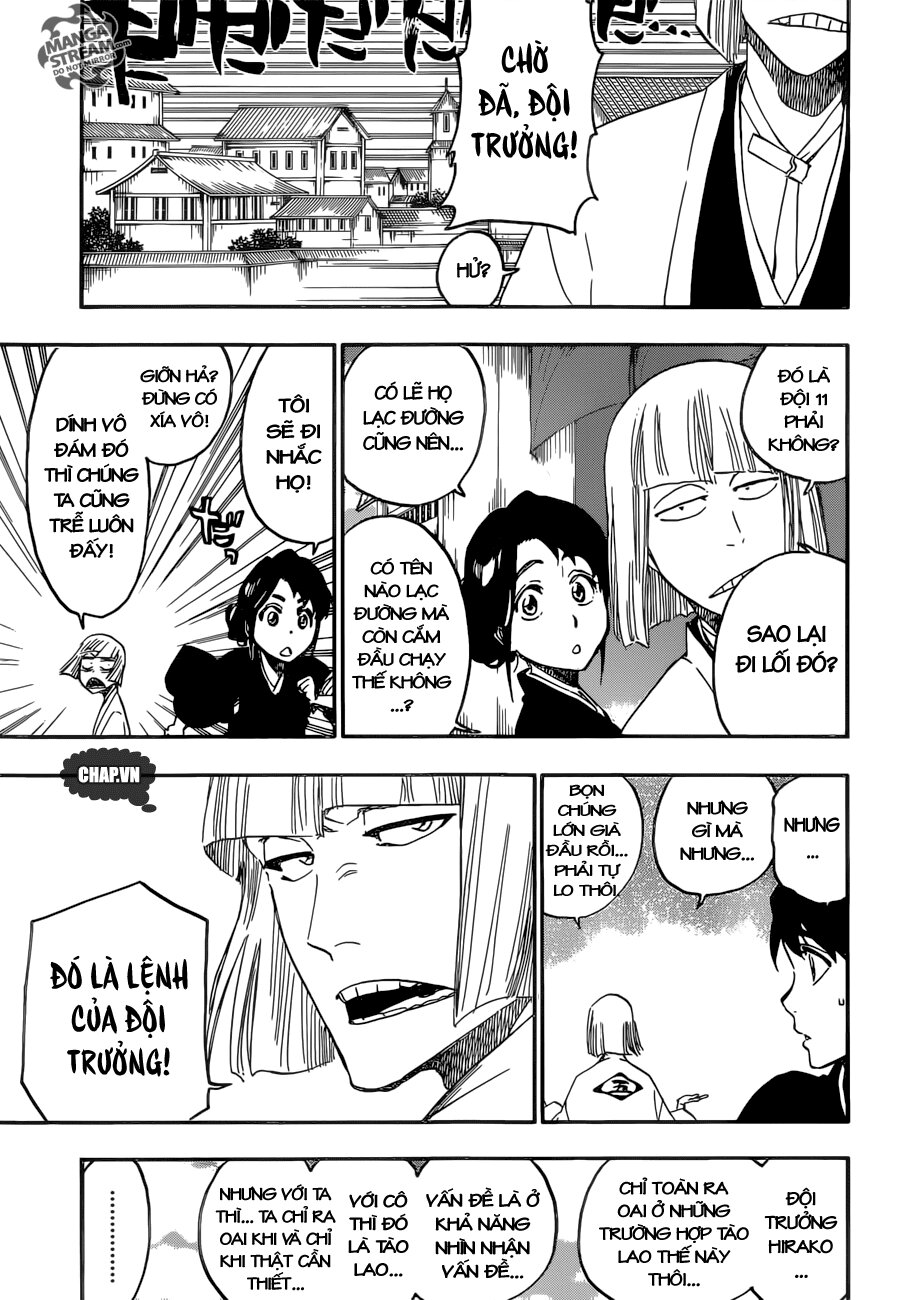 MANGA
STREAM.com
DO NOT MIRROR
CHỜ
ĐÃ, ĐỘI
TRƯỞNG!
HỬ?
ĐÓ LÀ
ĐỘI 11
PHẢI
KHÔNG?
SAO LẠI
ĐI LỐI ĐÓ?
CÓ LẼ HỌ
LẠC ĐƯỜNG
CŨNG NÊN...
CÓ TÊN
NÀO LẠC
ĐƯỜNG MÀ
CÒN CẮM
ĐẦU CHẠY
THẾ KHÔNG
...?
TÔI
SẼ ĐI
NHẮC
HỌ!
GIỠN HẢ?
ĐỪNG CÓ
XÍA VÔ!
DÍNH VÔ
ĐÁM ĐÓ
THÌ CHÚNG
TA CŨNG
TRỄ LUÔN
ĐẤY!
CHAP.VN
NHƯNG
...
NHƯNG
GÌ MÀ
NHƯNG...
BỌN
CHÚNG
LỚN GIÀ
ĐẦU RỒI...
PHẢI TỰ
LO THÔI.
五
ĐÓ LÀ LỆNH
CỦA ĐỘI
TRƯỞNG!
ĐỘI
TRƯỞNG
HIRAKO
...
CHỈ TOÀN RA
OAI Ở NHỮNG
TRƯỜNG HỢP TÀO
LAO THẾ NÀY
THÔI...
VẤN ĐỀ LÀ Ở
KHẢ NĂNG
NHÌN NHẬN
VẤN ĐỀ...
VỚI CÔ
THÌ ĐÓ
LÀ TÀO
LAO...
NHƯNG VỚI TA
THÌ... TA CHỈ RA
OAI KHI VÀ CHỈ
KHI THẬT CẦN
THIẾT...
.........